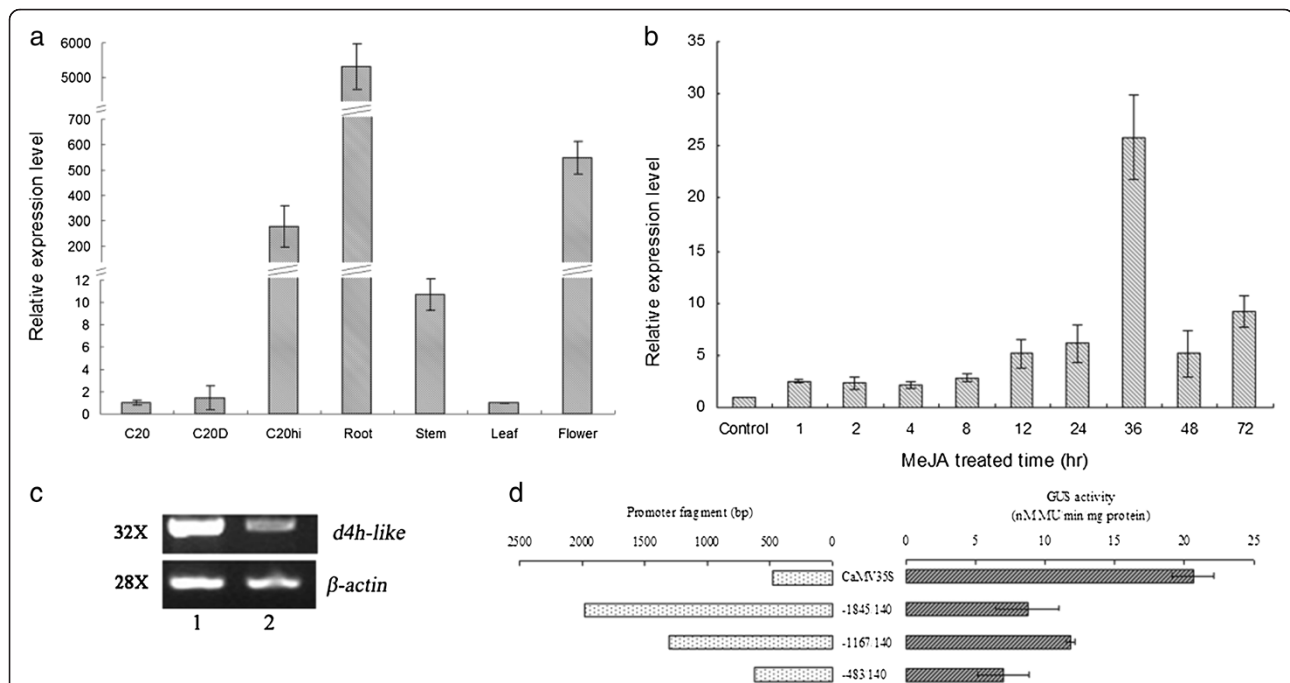 a
6000
5000
700
600
500
400
300
200
12
10
8
6
4
2
0
Relative expression level
C20 C20D C20hi Root Stem Leaf Flower
b
35
30
25
20
15
10
5
0
Relative expression level
Control 1 2 4 8 12 24 36 48 72
MeJA treated time (hr)
c
32X d4h-like
28X β-actin
1 2
d
Promoter fragment (bp)
2500 2000 1500 1000 500 0
GUS activity
(nM MU min mg protein)
0 5 10 15 20 25
CaMV35S
-1845/140
-1167/140
-483/140